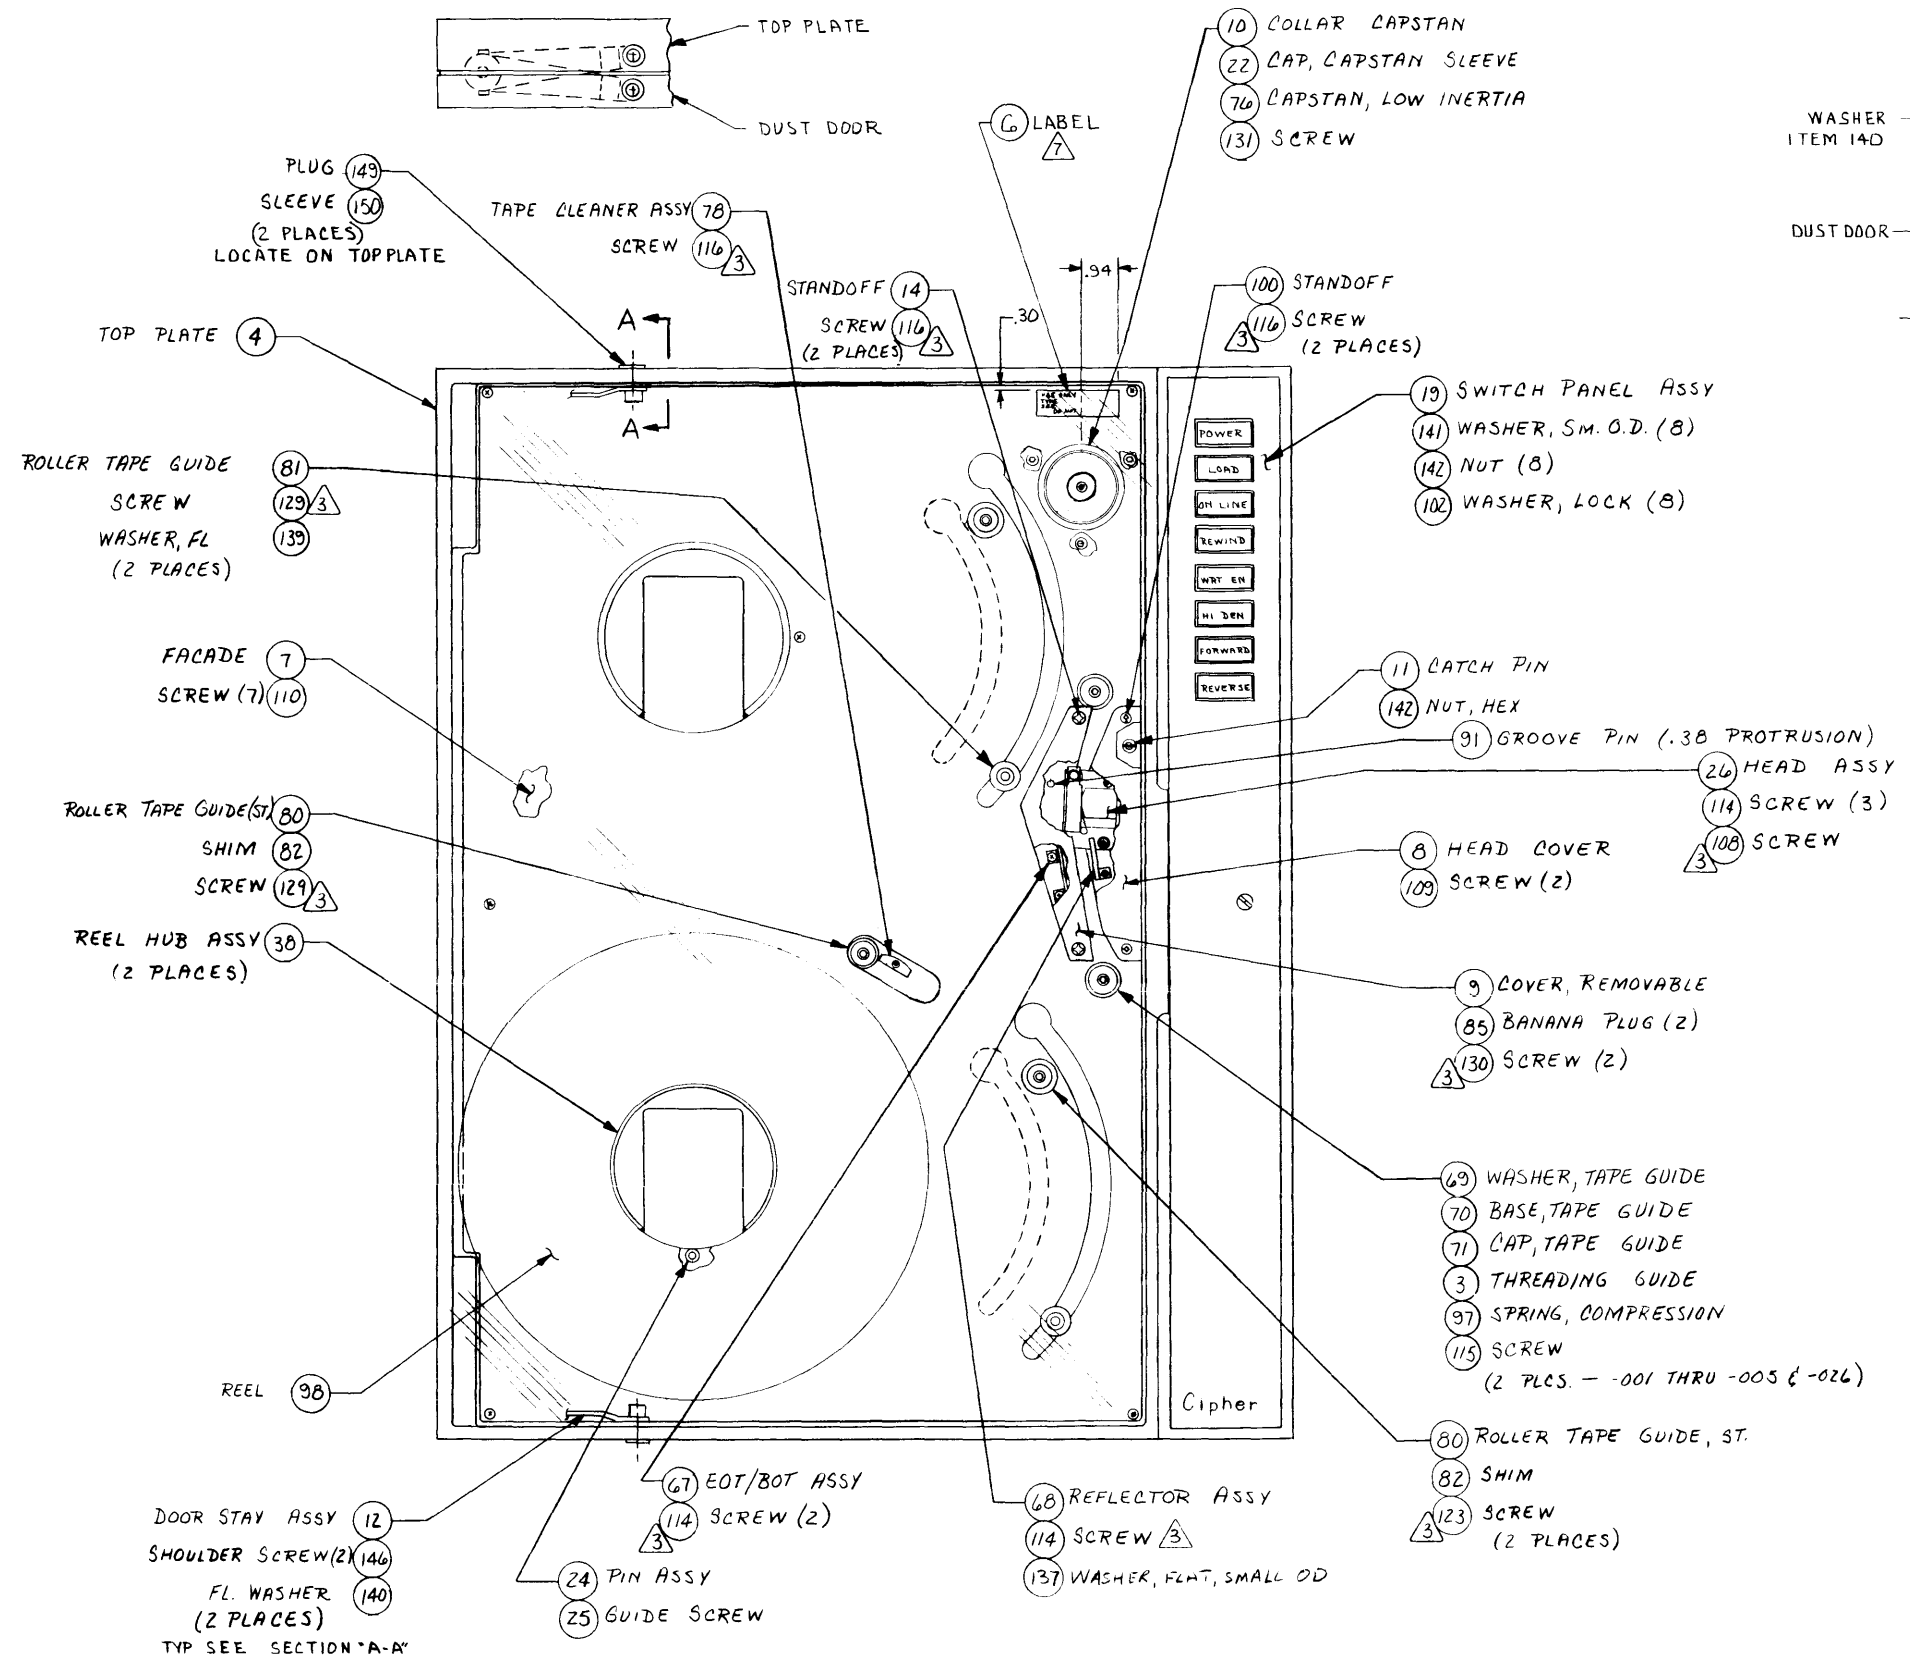 TOP PLATE
DUST DOOR
10 COLLAR CAPSTAN
22 CAP, CAPSTAN SLEEVE
76 CAPSTAN, LOW INERTIA
131 SCREW
6 LABEL
7
WASHER
ITEM 140
DUST DOOR
PLUG 149
SLEEVE 150
(2 PLACES)
LOCATE ON TOP PLATE
TAPE CLEANER ASSY 78
SCREW 116 3
STANDOFF 14
SCREW 116 3
(2 PLACES)
.94
.30
100 STANDOFF
3 116 SCREW
(2 PLACES)
A
A
TOP PLATE 4
19 SWITCH PANEL ASSY
141 WASHER, SM. O.D. (8)
142 NUT (8)
102 WASHER, LOCK (8)
POWER
LOAD
ON LINE
REWIND
WRT EN
HI DEN
FORWARD
REVERSE
ROLLER TAPE GUIDE 81
SCREW 129 3
WASHER, FL 139
(2 PLACES)
FACADE 7
SCREW (7) 110
11 CATCH PIN
142 NUT, HEX
91 GROOVE PIN (.38 PROTRUSION)
26 HEAD ASSY
114 SCREW (3)
3 108 SCREW
8 HEAD COVER
109 SCREW (2)
ROLLER TAPE GUIDE (ST.) 80
SHIM 82
SCREW 129 3
REEL HUB ASSY 38
(2 PLACES)
9 COVER, REMOVABLE
85 BANANA PLUG (2)
3 130 SCREW (2)
69 WASHER, TAPE GUIDE
70 BASE, TAPE GUIDE
71 CAP, TAPE GUIDE
3 THREADING GUIDE
97 SPRING, COMPRESSION
115 SCREW
(2 PLCS. — -001 THRU -005 & -026)
REEL 98
Cipher
80 ROLLER TAPE GUIDE, ST.
82 SHIM
3 123 SCREW
(2 PLACES)
67 EOT/BOT ASSY
3 114 SCREW (2)
68 REFLECTOR ASSY
114 SCREW 3
137 WASHER, FLAT, SMALL OD
DOOR STAY ASSY 12
SHOULDER SCREW (2) 146
FL. WASHER 140
(2 PLACES)
TYP SEE SECTION "A-A"
24 PIN ASSY
25 GUIDE SCREW